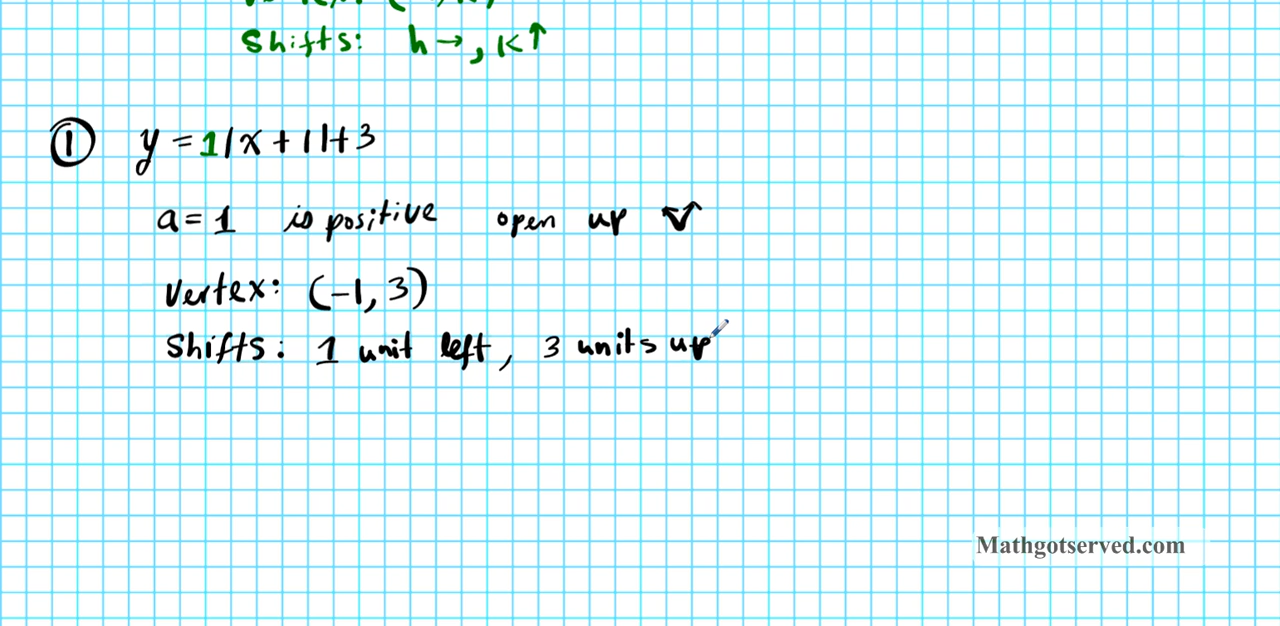 Shifts: h→, k↑
① y = 1|x + 1|+3
a = 1 is positive open up
Vertex: (-1, 3)
Shifts: 1 unit left, 3 units up
Mathgotserved.com